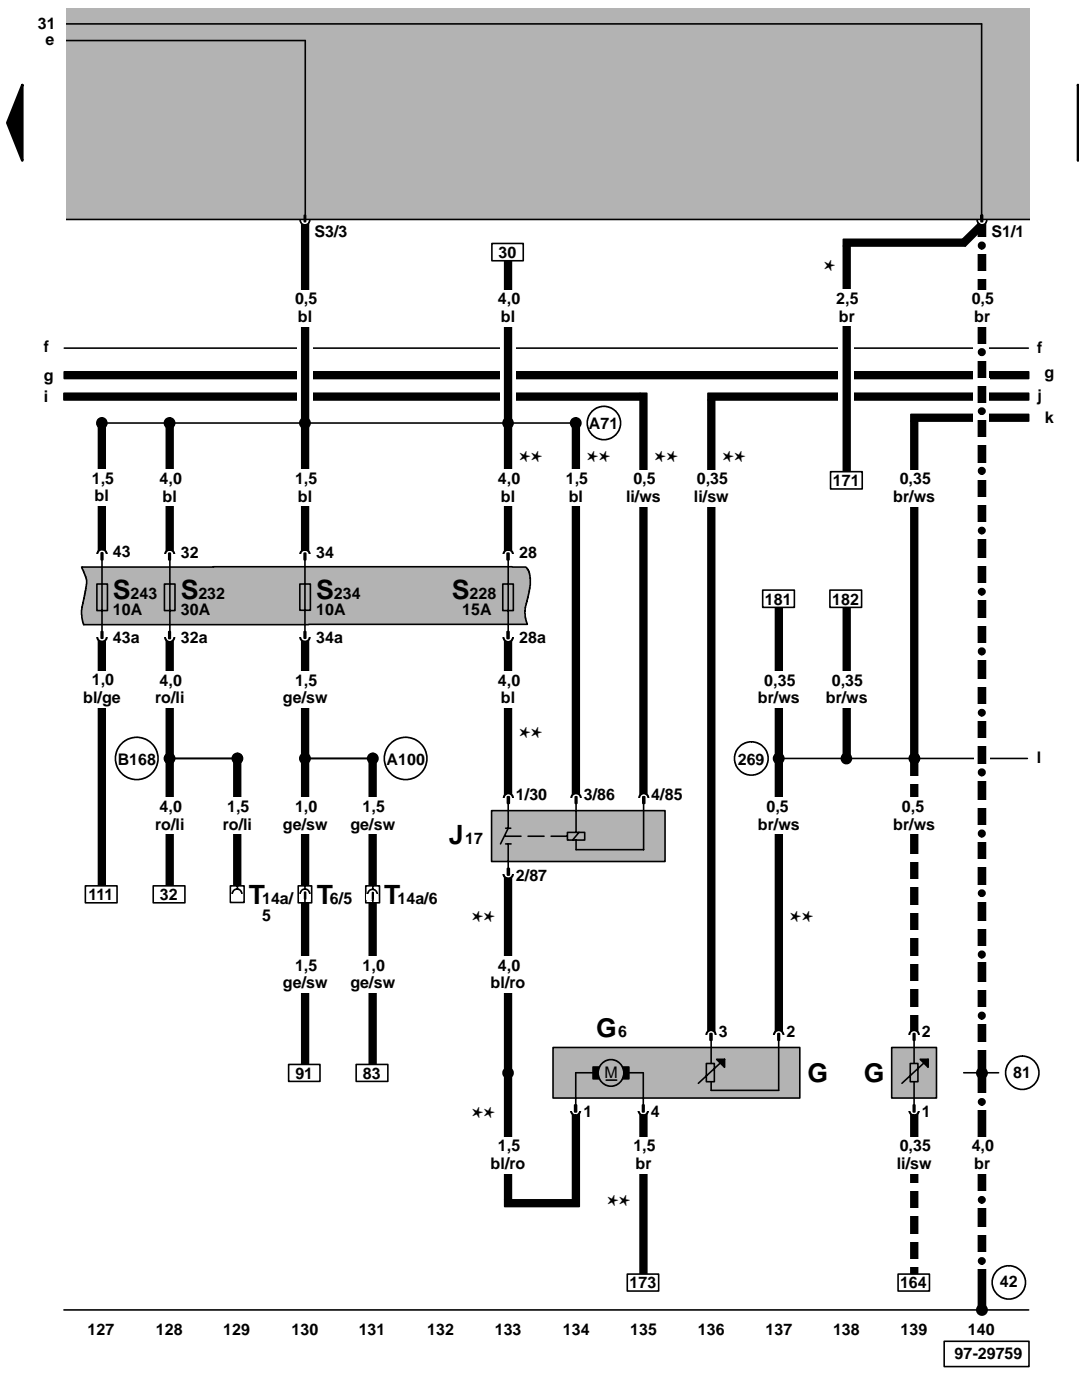 31
e
S3/3
S1/1
30
★
0,5
bl
4,0
bl
2,5
br
0,5
br
f
f
g
g
i
j
k
A71
★★
★★
★★
★★
1,5
bl
4,0
bl
1,5
bl
4,0
bl
1,5
bl
0,5
li/ws
0,35
li/sw
171
0,35
br/ws
43
32
34
28
S243
10A
S232
30A
S234
10A
S228
15A
181
182
43a
32a
34a
28a
1,0
bl/ge
4,0
ro/li
1,5
ge/sw
4,0
bl
0,35
br/ws
0,35
br/ws
★★
B168
A100
269
l
1/30
3/86
4/85
4,0
ro/li
1,5
ro/li
1,0
ge/sw
1,5
ge/sw
0,5
br/ws
0,5
br/ws
J17
2/87
111
32
T14a/
5
T6/5
T14a/6
★★
★★
1,5
ge/sw
1,0
ge/sw
4,0
bl/ro
G6
3
2
2
91
83
M
G
G
81
★★
1
4
1
1,5
bl/ro
1,5
br
0,35
li/sw
4,0
br
★★
173
164
42
127 128 129 130 131 132 133 134 135 136 137 138 139 140
97-29759